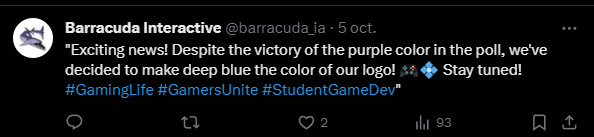 Barracuda Interactive @barracuda_ia · 5 oct.
"Exciting news! Despite the victory of the purple color in the poll, we've
decided to make deep blue the color of our logo! 🎮💠 Stay tuned!
#GamingLife #GamersUnite #StudentGameDev"
2 93